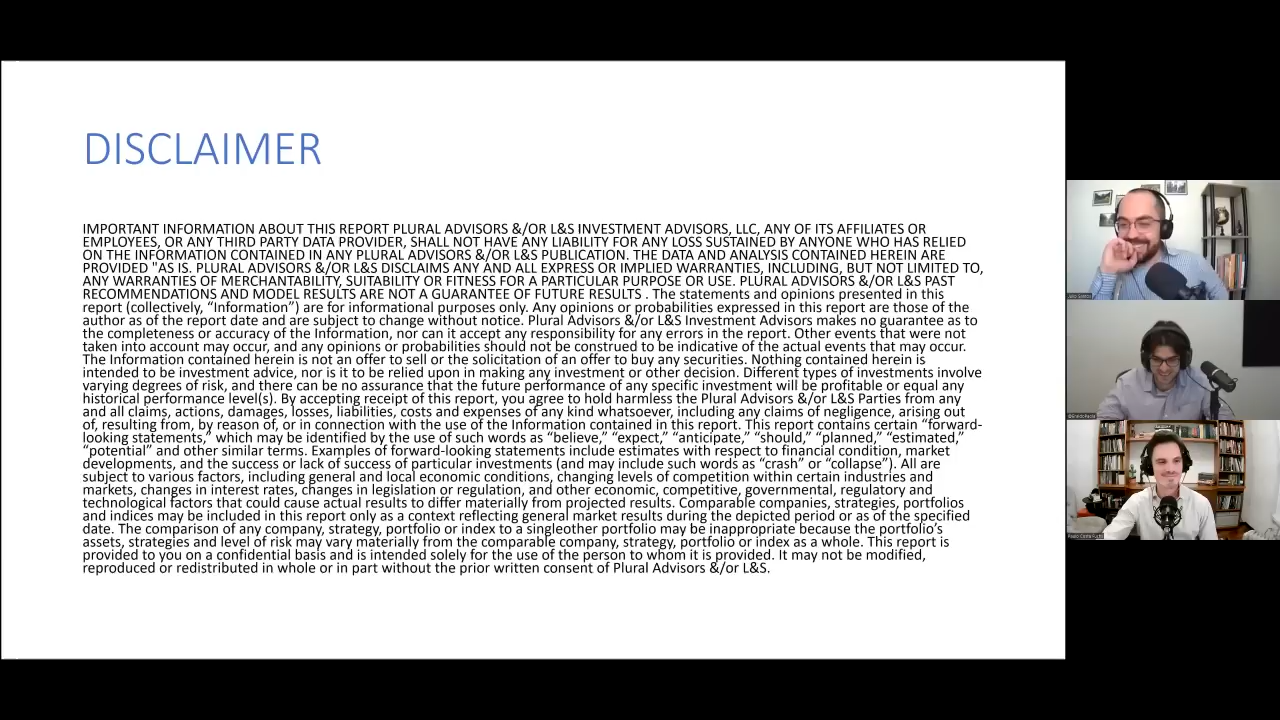 DISCLAIMER
IMPORTANT INFORMATION ABOUT THIS REPORT PLURAL ADVISORS &/OR L&S INVESTMENT ADVISORS, LLC, ANY OF ITS AFFILIATES OR
EMPLOYEES, OR ANY THIRD PARTY DATA PROVIDER, SHALL NOT HAVE ANY LIABILITY FOR ANY LOSS SUSTAINED BY ANYONE WHO HAS RELIED
ON THE INFORMATION CONTAINED IN ANY PLURAL ADVISORS &/OR L&S PUBLICATION. THE DATA AND ANALYSIS CONTAINED HEREIN ARE
PROVIDED "AS IS. PLURAL ADVISORS &/OR L&S DISCLAIMS ANY AND ALL EXPRESS OR IMPLIED WARRANTIES, INCLUDING, BUT NOT LIMITED TO,
ANY WARRANTIES OF MERCHANTABILITY, SUITABILITY OR FITNESS FOR A PARTICULAR PURPOSE OR USE. PLURAL ADVISORS &/OR L&S PAST
RECOMMENDATIONS AND MODEL RESULTS ARE NOT A GUARANTEE OF FUTURE RESULTS . The statements and opinions presented in this
report (collectively, “Information”) are for informational purposes only. Any opinions or probabilities expressed in this report are those of the
author as of the report date and are subject to change without notice. Plural Advisors &/or L&S Investment Advisors makes no guarantee as to
the completeness or accuracy of the Information, nor can it accept any responsibility for any errors in the report. Other events that were not
taken into account may occur, and any opinions or probabilities should not be construed to be indicative of the actual events that may occur.
The Information contained herein is not an offer to sell or the solicitation of an offer to buy any securities. Nothing contained herein is
intended to be investment advice, nor is it to be relied upon in making any investment or other decision. Different types of investments involve
varying degrees of risk, and there can be no assurance that the future performance of any specific investment will be profitable or equal any
historical performance level(s). By accepting receipt of this report, you agree to hold harmless the Plural Advisors &/or L&S Parties from any
and all claims, actions, damages, losses, liabilities, costs and expenses of any kind whatsoever, including any claims of negligence, arising out
of, resulting from, by reason of, or in connection with the use of the Information contained in this report. This report contains certain “forward-
looking statements,” which may be identified by the use of such words as “believe,” “expect,” “anticipate,” “should,” “planned,” “estimated,”
“potential” and other similar terms. Examples of forward-looking statements include estimates with respect to financial condition, market
developments, and the success or lack of success of particular investments (and may include such words as “crash” or “collapse”). All are
subject to various factors, including general and local economic conditions, changing levels of competition within certain industries and
markets, changes in interest rates, changes in legislation or regulation, and other economic, competitive, governmental, regulatory and
technological factors that could cause actual results to differ materially from projected results. Comparable companies, strategies, portfolios
and indices may be included in this report only as a context reflecting general market results during the depicted period or as of the specified
date. The comparison of any company, strategy, portfolio or index to a singleother portfolio may be inappropriate because the portfolio’s
assets, strategies and level of risk may vary materially from the comparable company, strategy, portfolio or index as a whole. This report is
provided to you on a confidential basis and is intended solely for the use of the person to whom it is provided. It may not be modified,
reproduced or redistributed in whole or in part without the prior written consent of Plural Advisors &/or L&S.